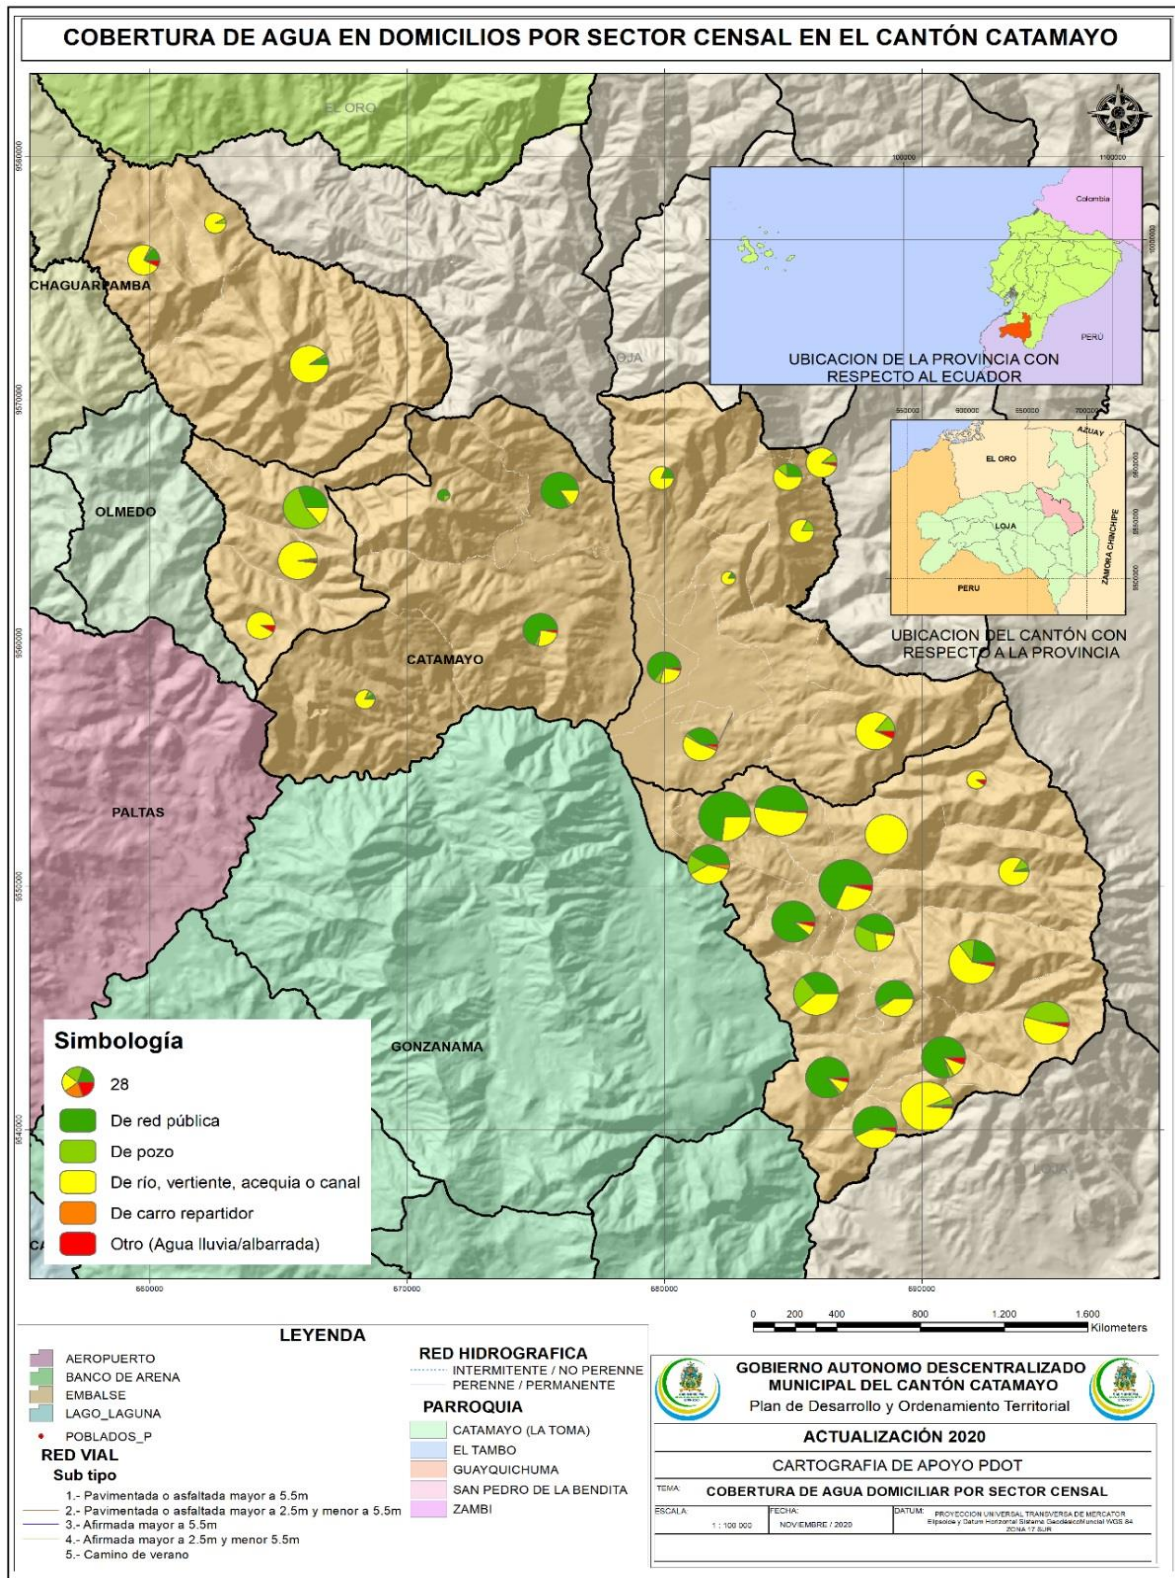 COBERTURA DE AGUA EN DOMICILIOS POR SECTOR CENSAL EN EL CANTÓN CATAMAYO
EL ORO
CHAGUARPAMBA
OLMEDO
PALTAS
CATAMAYO
GONZANAMA
LOJA
Colombia
PERÚ
UBICACION DE LA PROVINCIA CON
RESPECTO AL ECUADOR
AZUAY
EL ORO
LOJA
ZAMORA CHINCHIPE
PERU
UBICACION DEL CANTÓN CON
RESPECTO A LA PROVINCIA
9580000
9570000
9560000
9550000
9540000
660000
670000
680000
690000
Simbología
28
De red pública
De pozo
De río, vertiente, acequia o canal
De carro repartidor
Otro (Agua lluvia/albarrada)
0 200 400 800 1.200 1.600
Kilometers
LEYENDA
AEROPUERTO
BANCO DE ARENA
EMBALSE
LAGO_LAGUNA
POBLADOS_P
RED VIAL
Sub tipo
1.- Pavimentada o asfaltada mayor a 5.5m
2.- Pavimentada o asfaltada mayor a 2.5m y menor a 5.5m
3.- Afirmada mayor a 5.5m
4.- Afirmada mayor a 2.5m y menor 5.5m
5.- Camino de verano
RED HIDROGRAFICA
INTERMITENTE / NO PERENNE
PERENNE / PERMANENTE
PARROQUIA
CATAMAYO (LA TOMA)
EL TAMBO
GUAYQUICHUMA
SAN PEDRO DE LA BENDITA
ZAMBI
GOBIERNO AUTONOMO DESCENTRALIZADO
MUNICIPAL DEL CANTÓN CATAMAYO
Plan de Desarrollo y Ordenamiento Territorial
ACTUALIZACIÓN 2020
CARTOGRAFIA DE APOYO PDOT
TEMA:
COBERTURA DE AGUA DOMICILIAR POR SECTOR CENSAL
ESCALA:
1 : 100 000
FECHA:
NOVIEMBRE / 2020
DATUM:
PROYECCION UNIVERSAL TRANSVERSA DE MERCATOR
ZONA 17 SUR